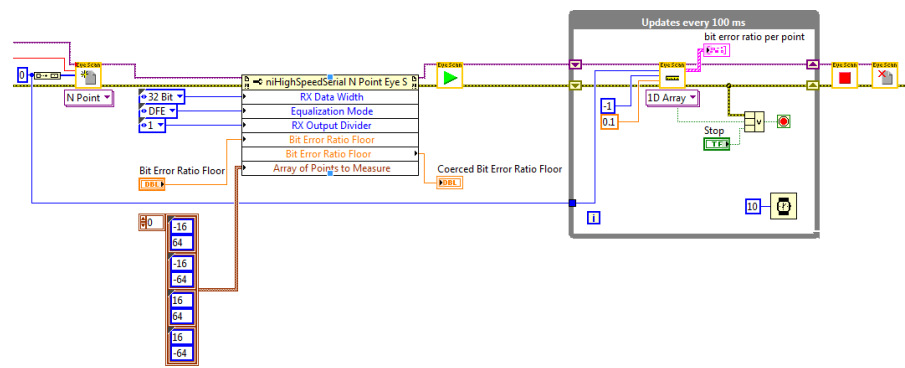 Updates every 100 ms
bit error ratio per point
Eye Scan
Eye Scan
Eye Scan
Eye Scan
Eye Scan
0
N Point
niHighSpeedSerial N Point Eye S
32 Bit
RX Data Width
DFE
Equalization Mode
1
RX Output Divider
Bit Error Ratio Floor
Bit Error Ratio Floor
Array of Points to Measure
Bit Error Ratio Floor
DBL
Coerced Bit Error Ratio Floor
DBL
-1
0.1
1D Array
Stop
TF
V
10
i
0
-16
64
-16
-64
16
64
16
-64